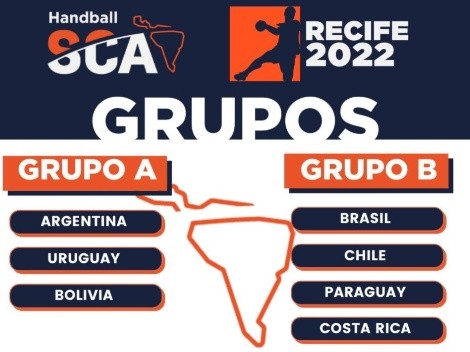 Handball
SCA
RECIFE
2022
GRUPOS
GRUPO A
ARGENTINA
URUGUAY
BOLIVIA
GRUPO B
BRASIL
CHILE
PARAGUAY
COSTA RICA